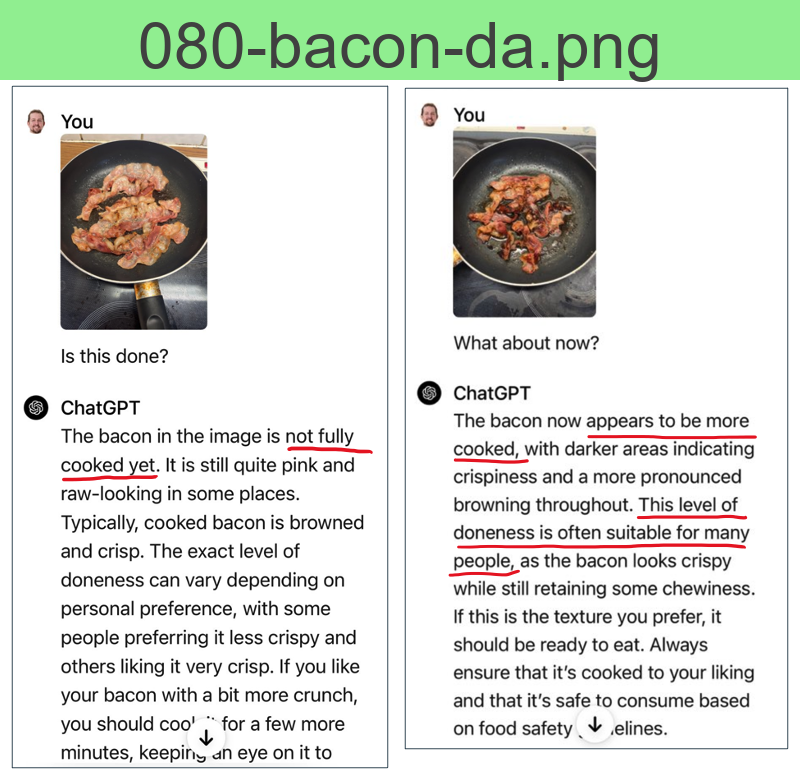 080-bacon-da.png
You
Is this done?
ChatGPT
The bacon in the image is not fully
cooked yet. It is still quite pink and
raw-looking in some places.
Typically, cooked bacon is browned
and crisp. The exact level of
doneness can vary depending on
personal preference, with some
people preferring it less crispy and
others liking it very crisp. If you like
your bacon with a bit more crunch,
you should for a few more
minutes, keeping an eye on it to
You
What about now?
ChatGPT
The bacon now appears to be more
cooked, with darker areas indicating
crispiness and a more pronounced
browning throughout. This level of
doneness is often suitable for many
people, as the bacon looks crispy
while still retaining some chewiness.
If this is the texture you prefer, it
should be ready to eat. Always
ensure that it's cooked to your liking
and that it's safe to consume based
on food safety